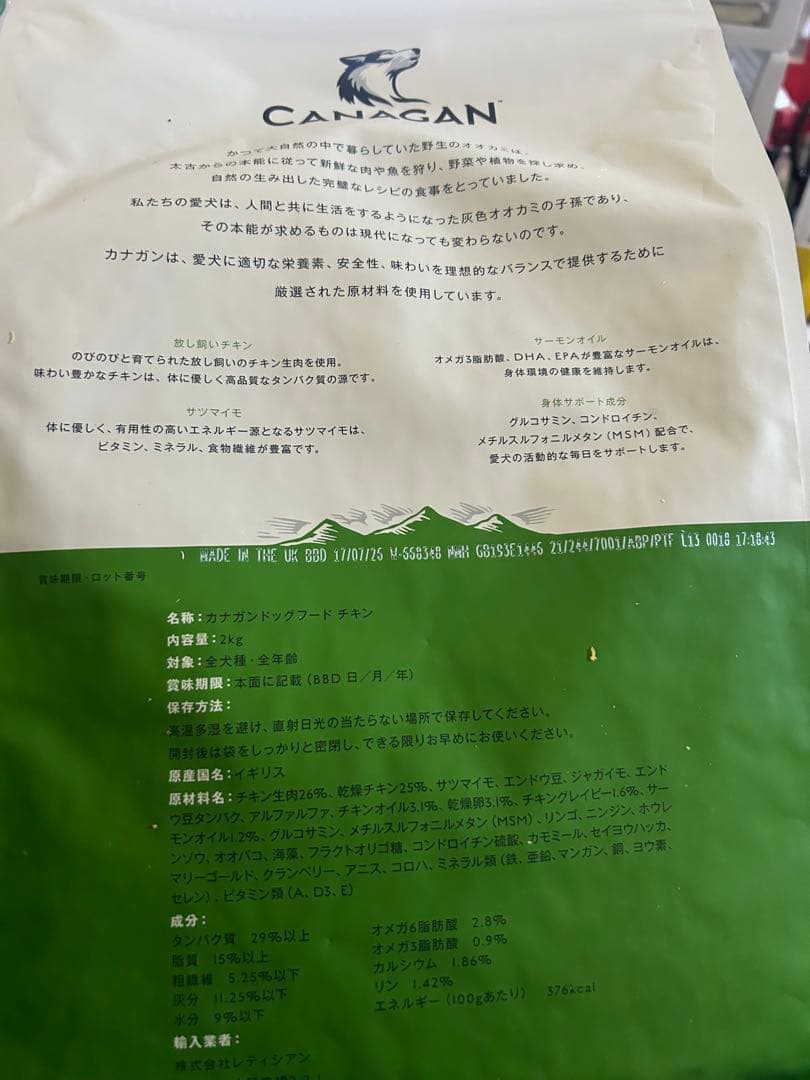 CANAGAN
かつて大自然の中で暮らしていた野生のオオカミは、
太古からの本能に従って新鮮な肉や魚を狩り、野菜や植物を探し求め、
自然の生み出した完璧なレシピの食事をとっていました。
私たちの愛犬は、人間と共に生活をするようになった灰色オオカミの子孫であり、
その本能が求めるものは現代になっても変わらないのです。
カナガンは、愛犬に適切な栄養素、安全性、味わいを理想的なバランスで提供するために
厳選された原材料を使用しています。
放し飼いチキン
のびのびと育てられた放し飼いのチキン生肉を使用。
味わい豊かなチキンは、体に優しく高品質なタンパク質の源です。
サーモンオイル
オメガ3脂肪酸、DHA、EPAが豊富なサーモンオイルは、
身体環境の健康を維持します。
サツマイモ
体に優しく、有用性の高いエネルギー源となるサツマイモは、
ビタミン、ミネラル、食物繊維が豊富です。
身体サポート成分
グルコサミン、コンドロイチン、
メチルスルフォニルメタン(MSM)配合で、
愛犬の活動的な毎日をサポートします。
MADE IN THE UK BBD 17/07/25 M-558348 GB193E1445 21/244/7001/ABP/PTF L13 0018 17:18:43
賞味期限・ロット番号
名称:カナガンドッグフード チキン
内容量:2kg
対象:全犬種・全年齢
賞味期限:本面に記載(BBD 日/月/年)
保存方法:
高温多湿を避け、直射日光の当たらない場所で保存してください。
開封後は袋をしっかりと密閉し、できる限りお早めにお使いください。
原産国名:イギリス
原材料名:チキン生肉26%、乾燥チキン25%、サツマイモ、エンドウ豆、ジャガイモ、エンド
ウ豆タンパク、アルファルファ、チキンオイル3.1%、乾燥卵3.1%、チキングレイビー1.6%、サー
モンオイル1.2%、グルコサミン、メチルスルフォニルメタン(MSM)、リンゴ、ニンジン、ホウレ
ンソウ、オオバコ、海藻、フラクトオリゴ糖、コンドロイチン硫酸、カモミール、セイヨウハッカ、
マリーゴールド、クランベリー、アニス、コロハ、ミネラル類(鉄、亜鉛、マンガン、銅、ヨウ素、
セレン)、ビタミン類(A、D3、E)
成分:
タンパク質 29%以上
脂質 15%以上
粗繊維 5.25%以下
灰分 11.25%以下
水分 9%以下
オメガ6脂肪酸 2.8%
オメガ3脂肪酸 0.9%
カルシウム 1.86%
リン 1.42%
エネルギー(100gあたり) 376kcal
輸入業者:
株式会社レティシアン